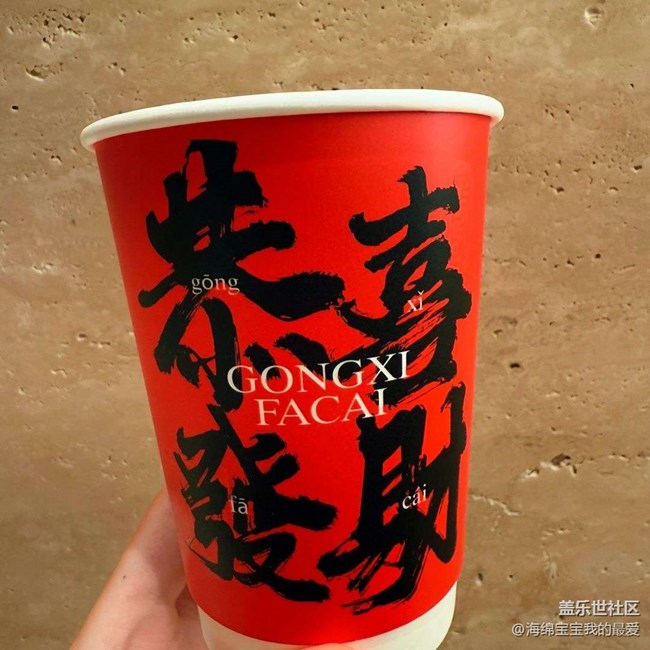 恭喜
gōng xǐ
GONGXI
FACAI
發財
fā cái
盖乐世社区
@海绵宝宝我的最爱